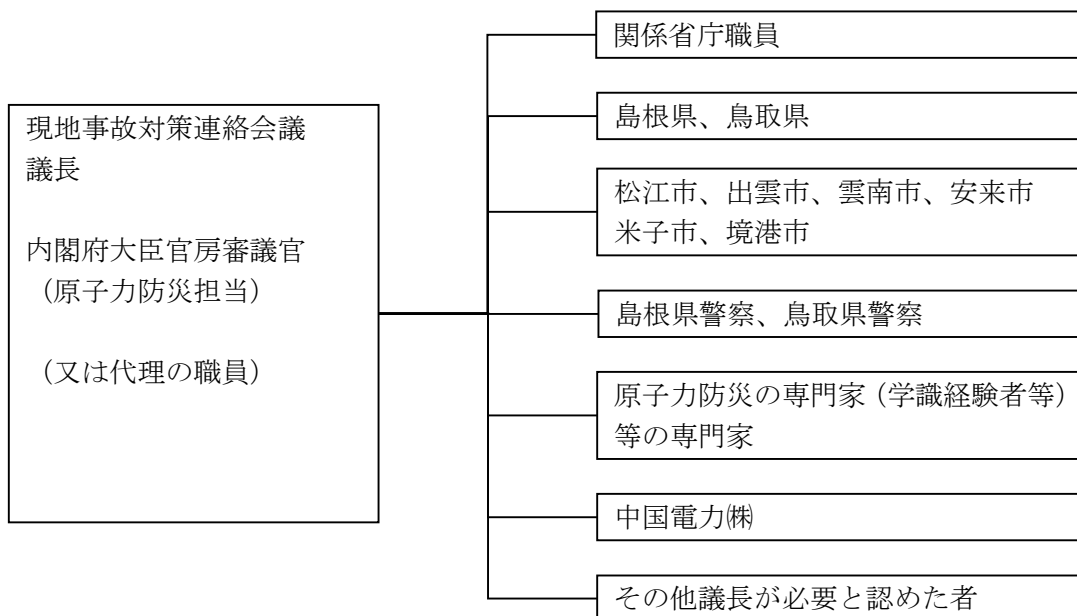 現地事故対策連絡会議
議長
内閣府大臣官房審議官
（原子力防災担当）
（又は代理の職員）
関係省庁職員
島根県、鳥取県
松江市、出雲市、雲南市、安来市
米子市、境港市
島根県警察、鳥取県警察
原子力防災の専門家（学識経験者等）
等の専門家
中国電力㈱
その他議長が必要と認めた者